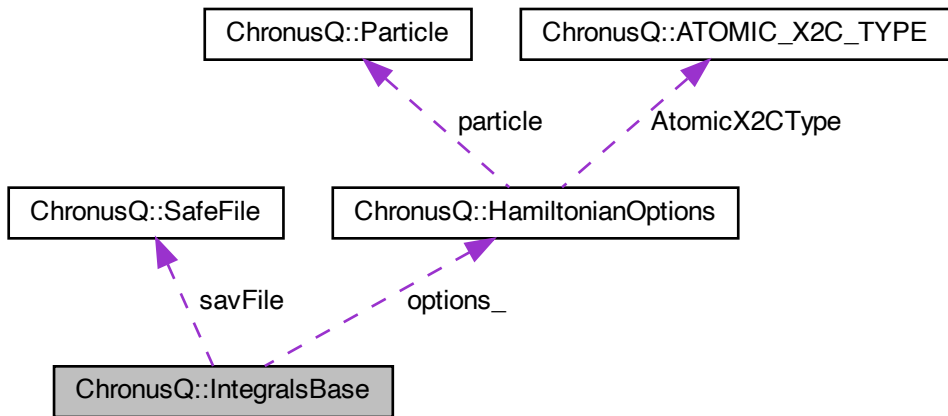 ChronusQ::Particle
ChronusQ::ATOMIC_X2C_TYPE
particle
AtomicX2CType
ChronusQ::SafeFile
ChronusQ::HamiltonianOptions
savFile
options_
ChronusQ::IntegralsBase